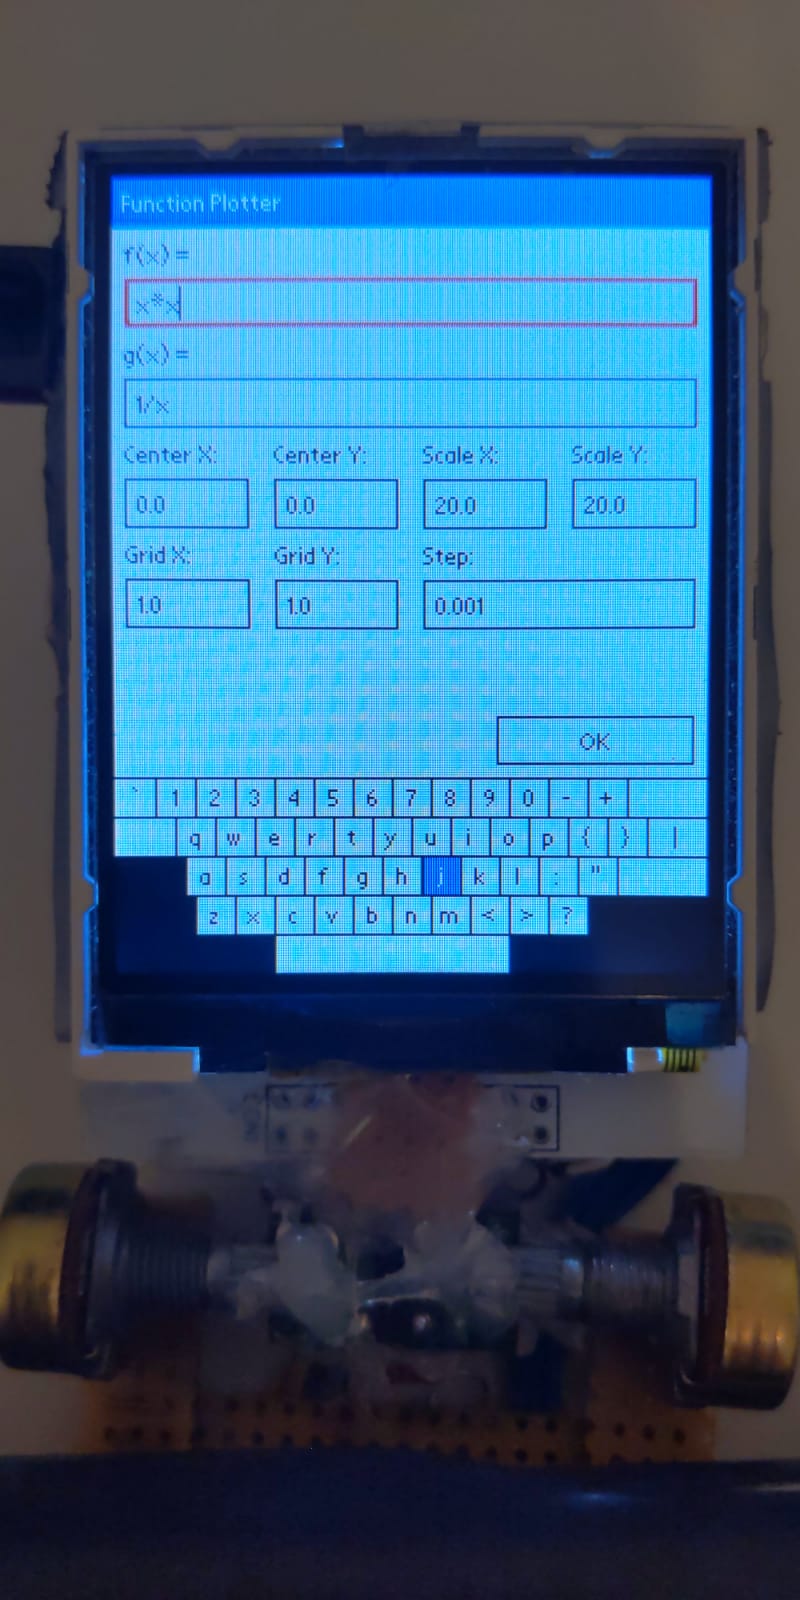 Function Plotter
f(x) =
x*x
g(x) =
1/x
Center X: Center Y: Scale X: Scale Y:
0.0 0.0 20.0 20.0
Grid X: Grid Y: Step:
1.0 1.0 0.001
OK
` 1 2 3 4 5 6 7 8 9 0 - +
q w e r t y u i o p { } |
a s d f g h j k l : "
z x c v b n m < > ?